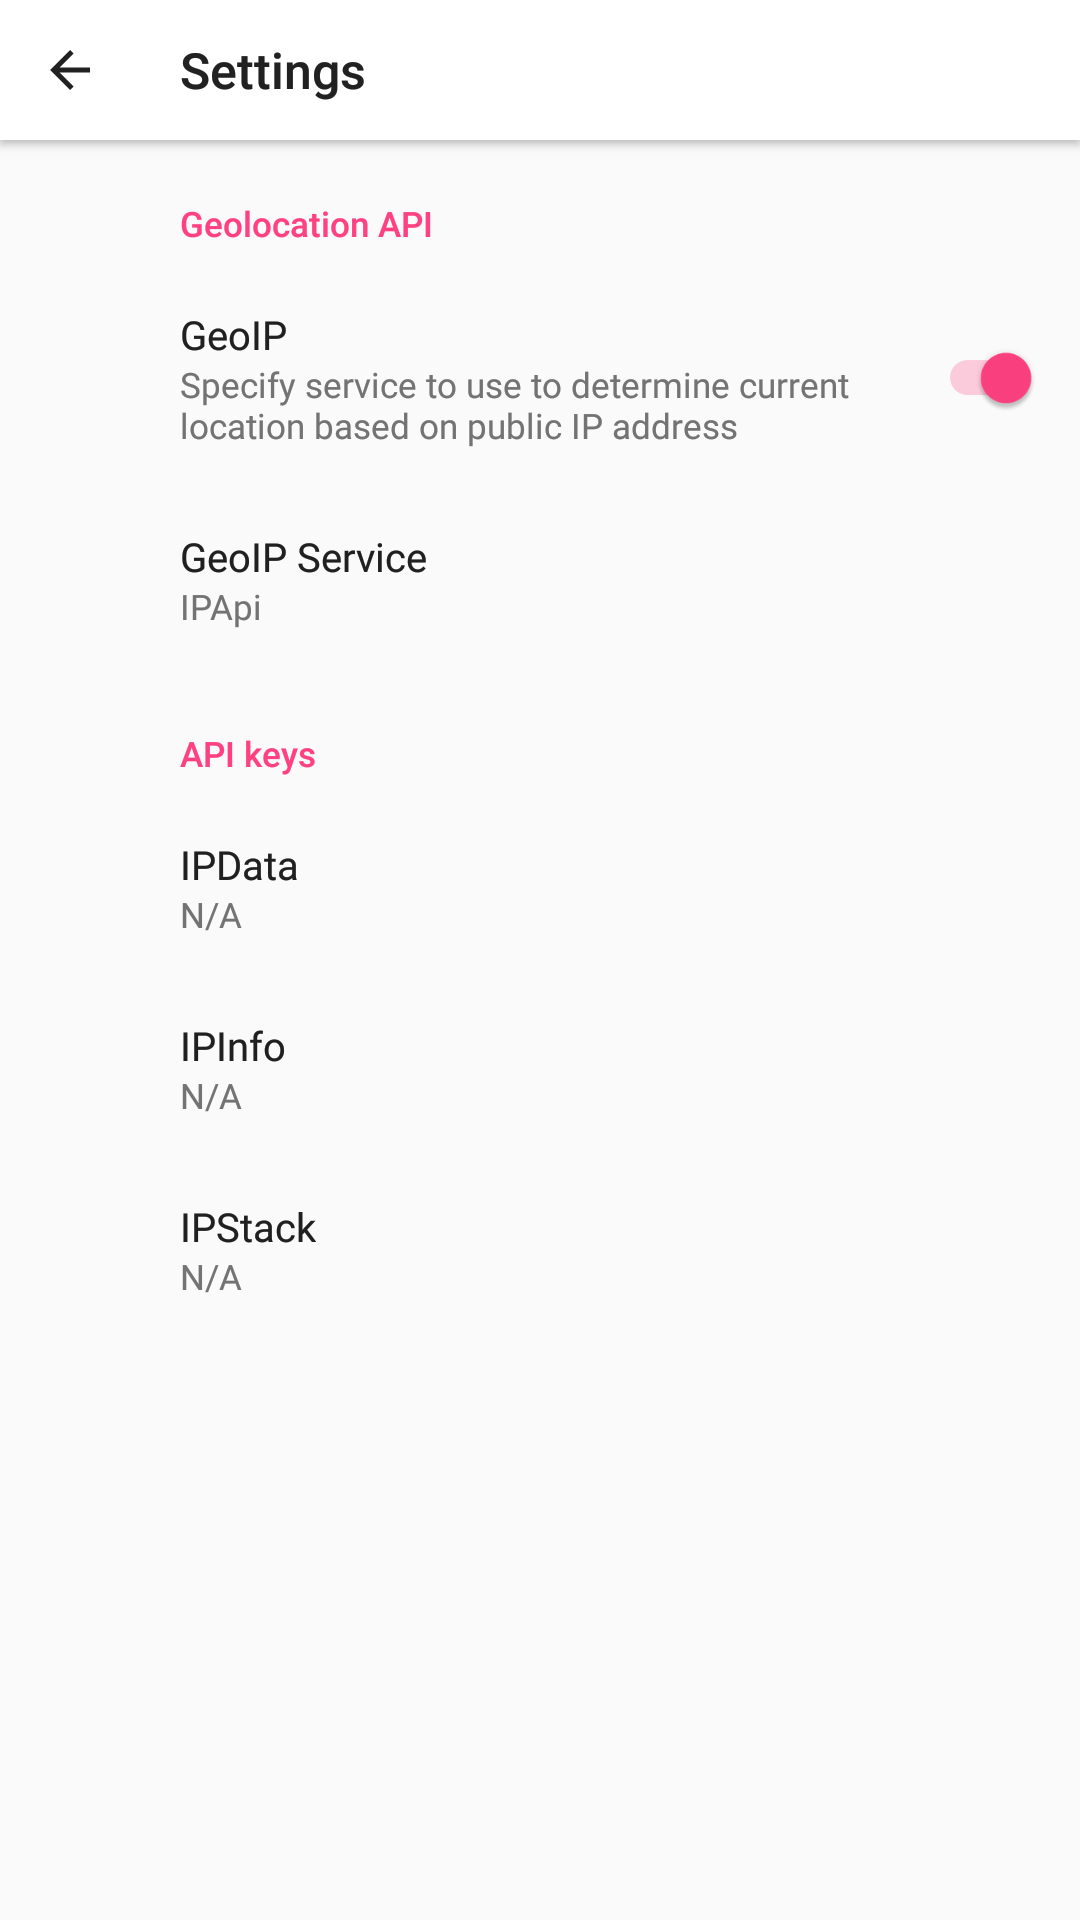 Settings
Geolocation API
GeoIP
Specify service to use to determine current
location based on public IP address
GeoIP Service
IPApi
API keys
IPData
N/A
IPInfo
N/A
IPStack
N/A